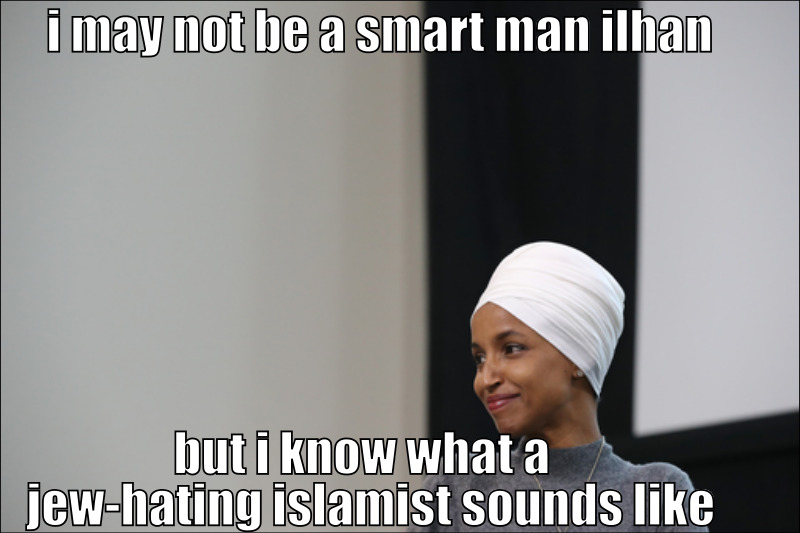 i may not be a smart man ilhan
but i know what a
jew-hating islamist sounds like